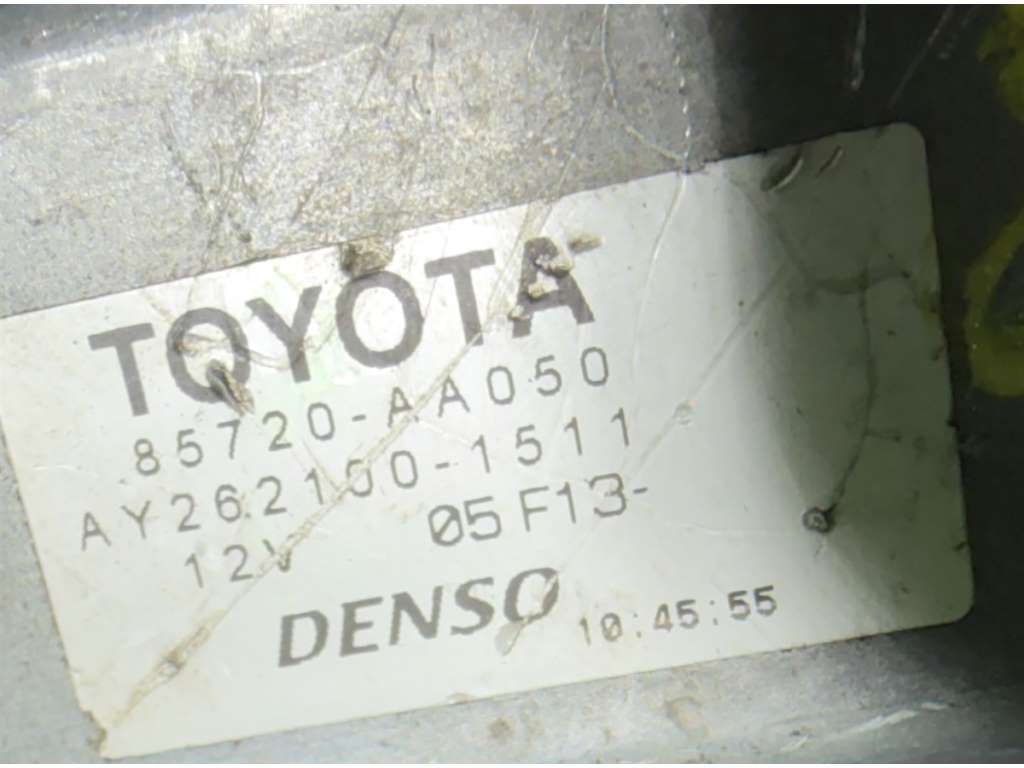 TOYOTA
85720-AA050
AY262100-1511
12V 05F13-
DENSO 10:45:55